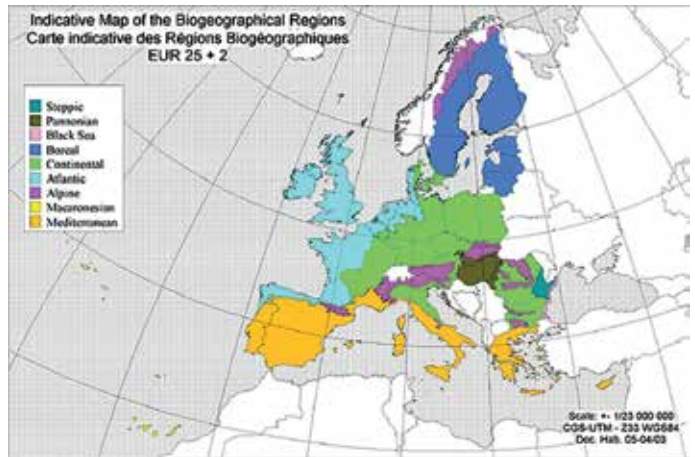 Indicative Map of the Biogeographical Regions
Carte indicative des Régions Biogéographiques
EUR 25 + 2
Steppic
Pannonian
Black Sea
Boreal
Continental
Atlantic
Alpine
Macaronesian
Mediterranean
Scale: +- 1/23 000 000
CGS-UTM - Z33 WGS84
Doc. Hab. 05-04/03